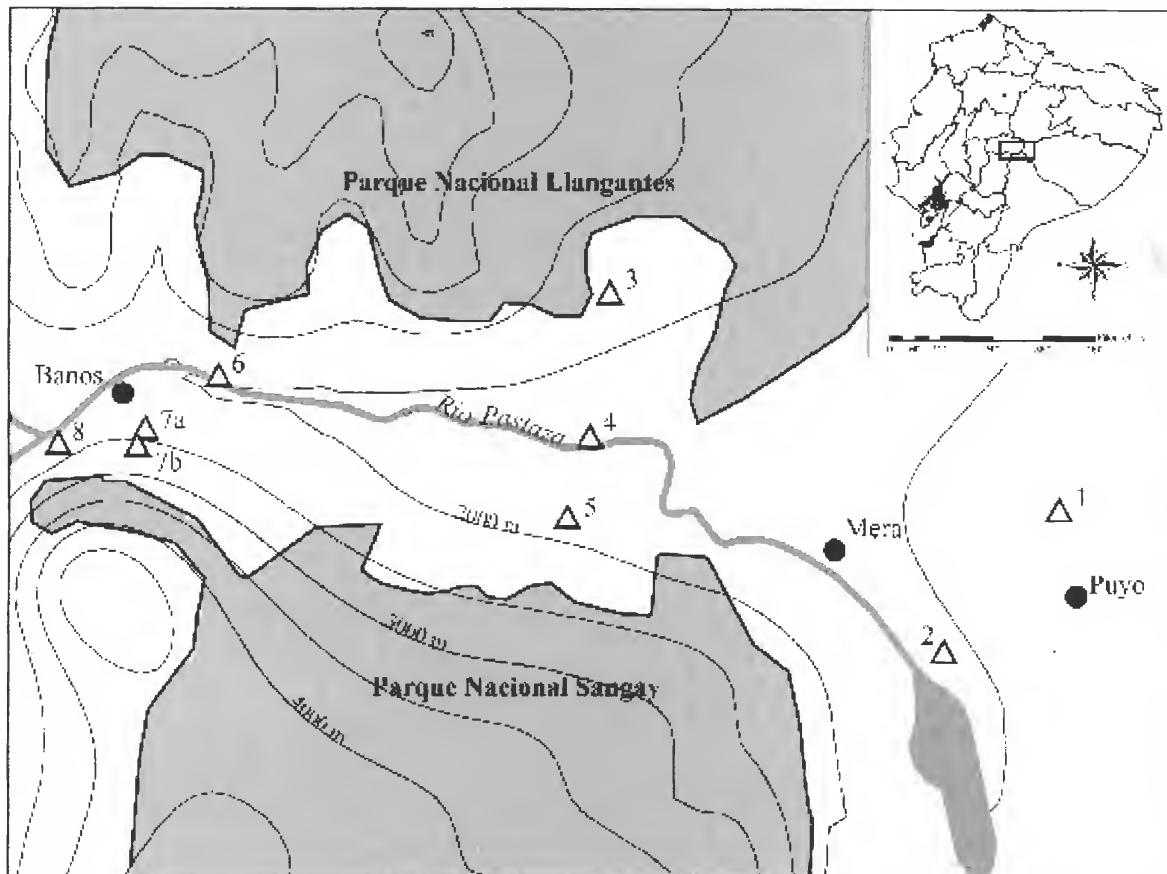 Parque Nacional Llangantes
3
6
Banos
Rio Pastaza
7a
8
4
7b
1
2000 m
5
Mera
Puyo
3000 m
2
Parque Nacional Sangay
4000 m